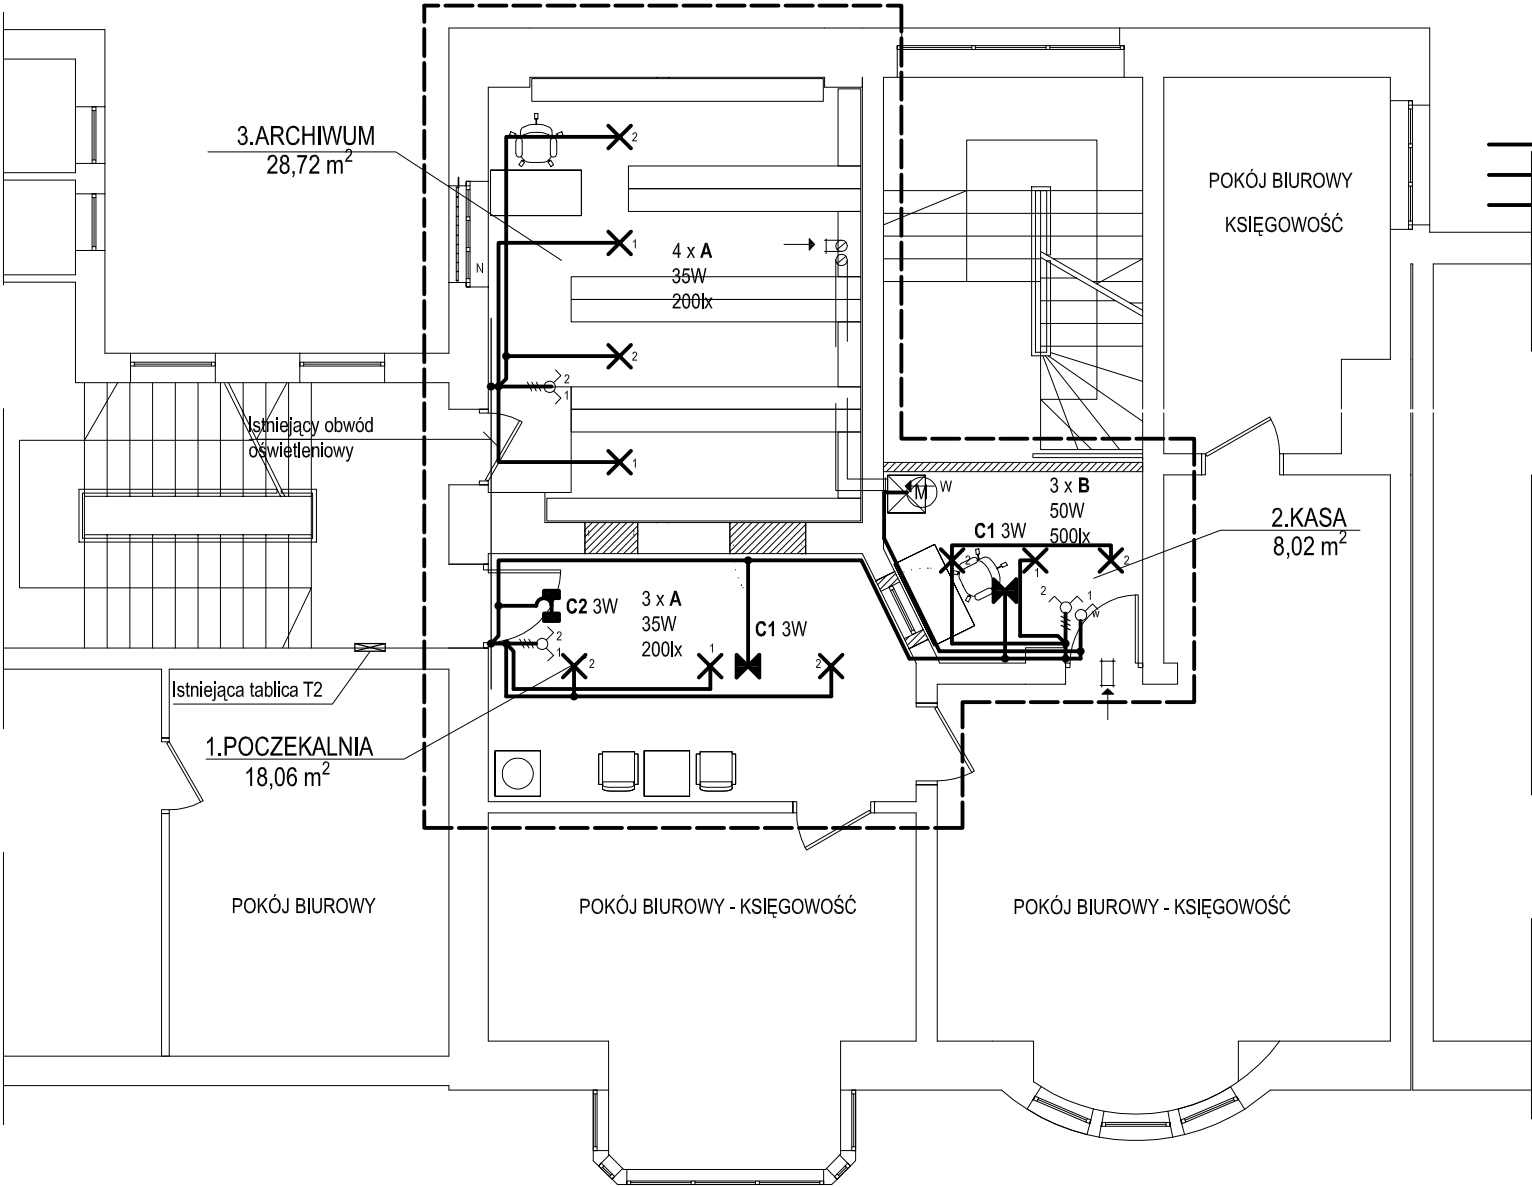 3.ARCHIWUM
28,72 m²
2
1
4 x A
35W
200lx
N
2
2
1
1
POKÓJ BIUROWY
KSIĘGOWOŚĆ
Istniejący obwód
oświetleniowy
M
W
3 x B
50W
500lx
C1 3W
2
1
2
2
1
w
2.KASA
8,02 m²
C2 3W
3 x A
35W
200lx
C1 3W
2
1
2
1
2
Istniejąca tablica T2
1.POCZEKALNIA
18,06 m²
POKÓJ BIUROWY
POKÓJ BIUROWY - KSIĘGOWOŚĆ
POKÓJ BIUROWY - KSIĘGOWOŚĆ